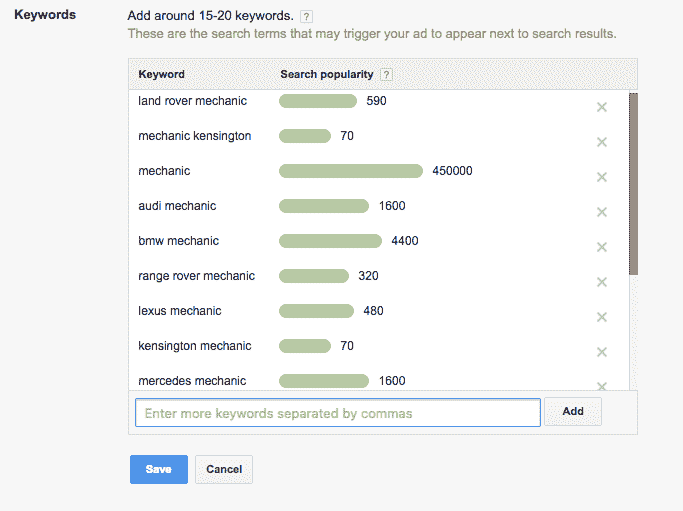 Keywords
Add around 15-20 keywords. ?
These are the search terms that may trigger your ad to appear next to search results.
Keyword Search popularity ?
land rover mechanic 590
mechanic kensington 70
mechanic 450000
audi mechanic 1600
bmw mechanic 4400
range rover mechanic 320
lexus mechanic 480
kensington mechanic 70
mercedes mechanic 1600
Enter more keywords separated by commas Add
Save Cancel